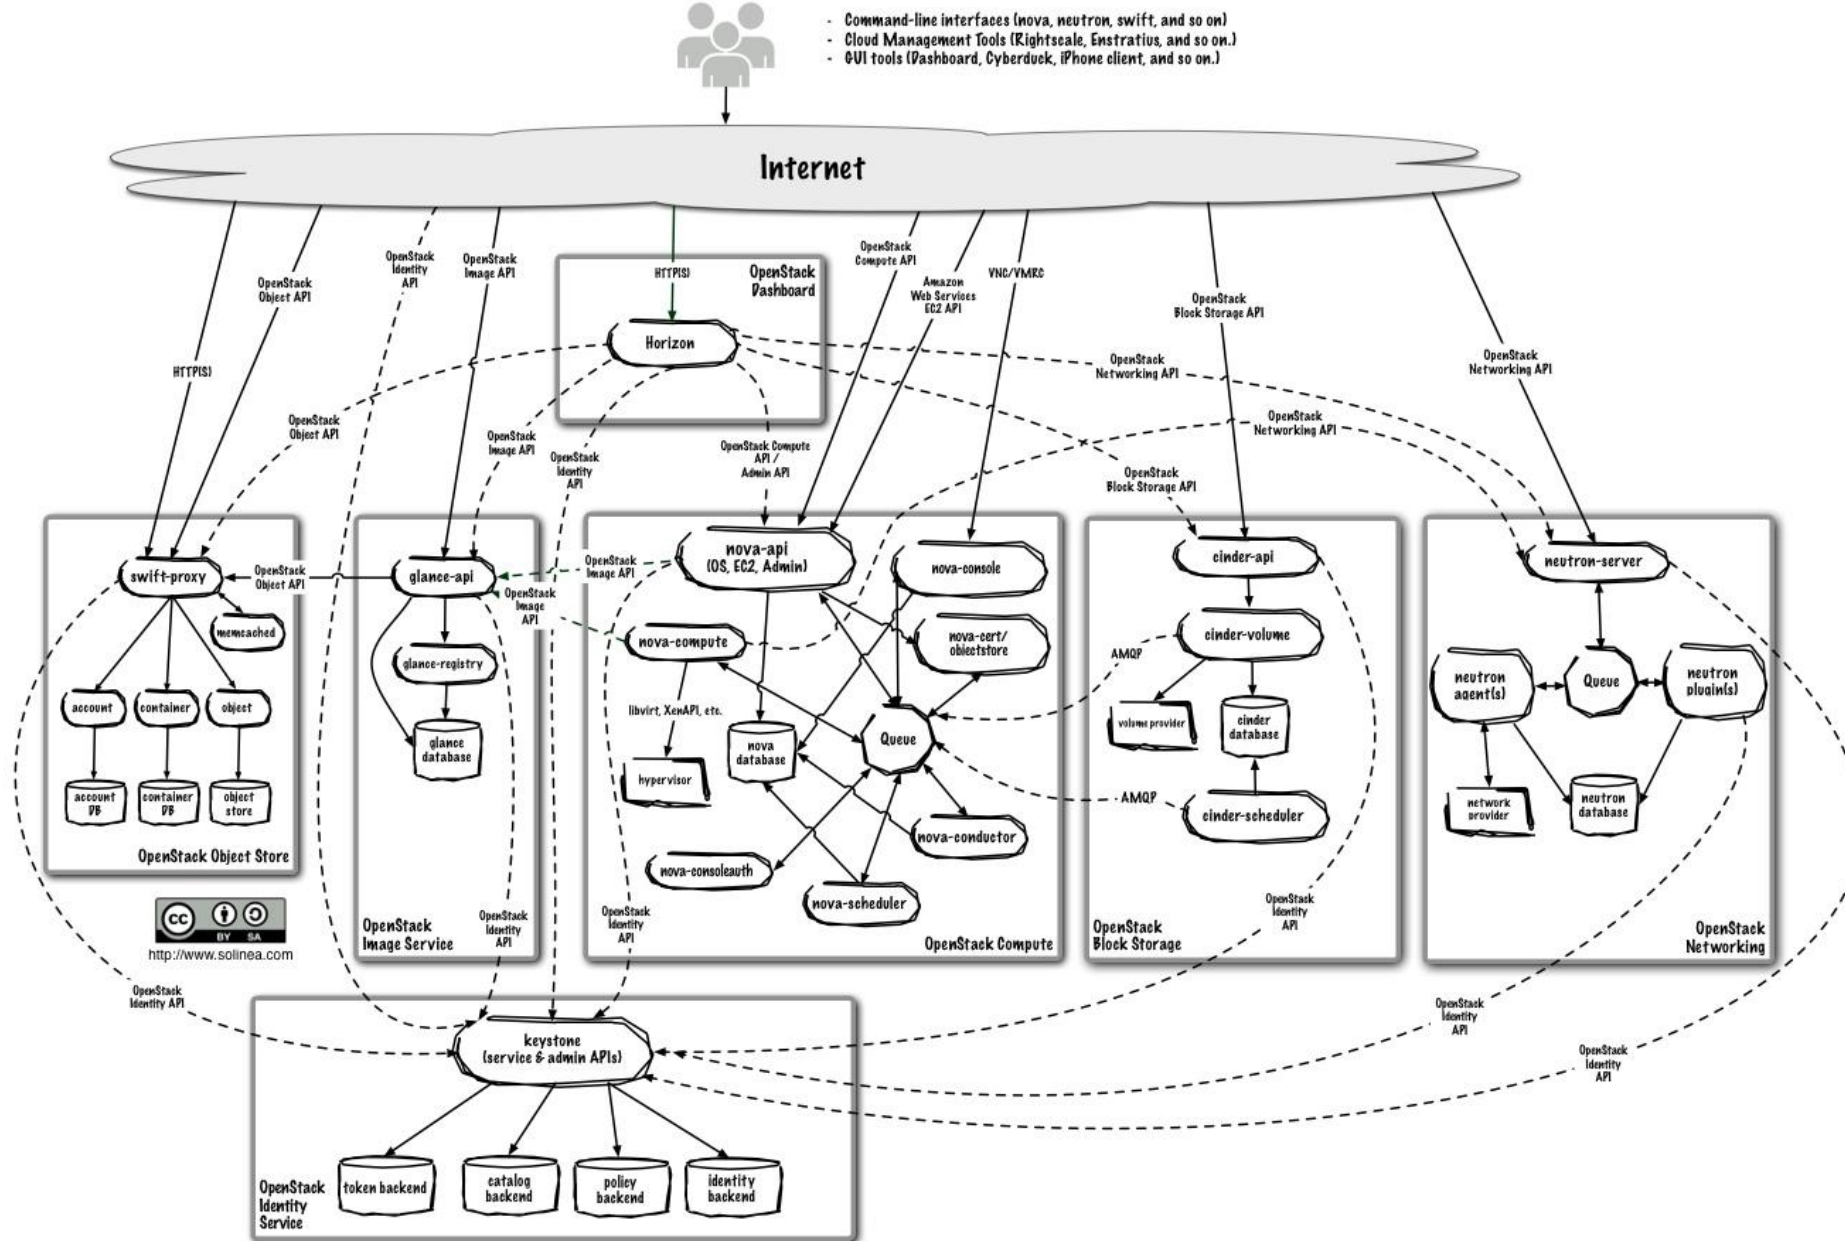 - Command-line interfaces (nova, neutron, swift, and so on)
- Cloud Management Tools (Rightscale, Enstratius, and so on.)
- GUI tools (Dashboard, Cyberduck, iPhone client, and so on.)
Internet
OpenStack
Identity
API
OpenStack
Image API
OpenStack
Object API
HTTP(S)
HTTP(S)
OpenStack
Dashboard
Horizon
OpenStack
Compute API
Amazon
Web Services
EC2 API
VNC/VMRC
OpenStack
Block Storage API
OpenStack
Networking API
OpenStack
Networking API
OpenStack
Object API
OpenStack
Image API
OpenStack
Identity
API
OpenStack Compute
API /
Admin API
OpenStack
Networking API
OpenStack
Block Storage API
swift-proxy
memcached
account
container
object
account
DB
container
DB
object
store
OpenStack Object Store
OpenStack
Object API
glance-api
glance-registry
glance
database
OpenStack
Image Service
OpenStack
Identity
API
OpenStack
Image API
OpenStack
Image
API
nova-api
(OS, EC2, Admin)
nova-console
nova-compute
nova-cert/
objectstore
libvirt, XenAPI, etc.
hypervisor
nova
database
Queue
nova-conductor
nova-consoleauth
nova-scheduler
OpenStack
Identity
API
OpenStack Compute
cinder-api
cinder-volume
AMQP
volume provider
cinder
database
AMQP
cinder-scheduler
OpenStack
Block Storage
OpenStack
Identity
API
neutron-server
neutron
agent(s)
Queue
neutron
plugin(s)
network
provider
neutron
database
OpenStack
Networking
cc
BY SA
http://www.solinea.com
OpenStack
Identity API
OpenStack
Identity
API
OpenStack
Identity
API
keystone
(service & admin APIs)
token backend
catalog
backend
policy
backend
identity
backend
OpenStack
Identity
Service